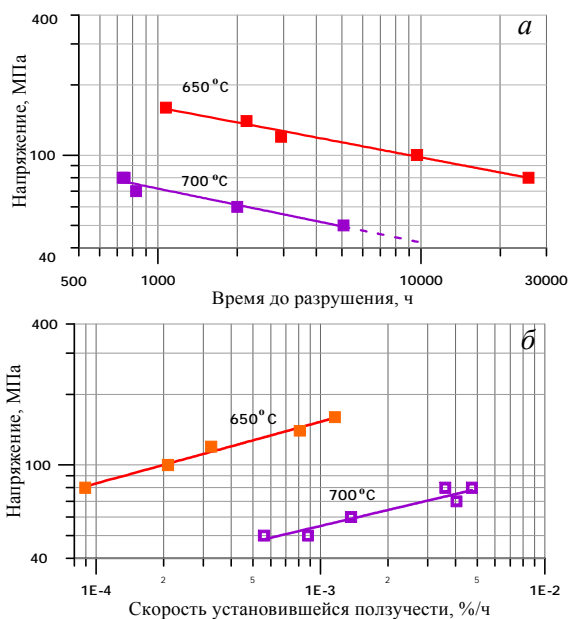 400
а
650 °C
Напряжение, МПа
100
700 °C
40
500
1000
10000
30000
Время до разрушения, ч
400
б
650° C
Напряжение, МПа
100
700 °C
40
2
5
2
5
1E-4
1E-3
1E-2
Скорость установившейся ползучести, %/ч